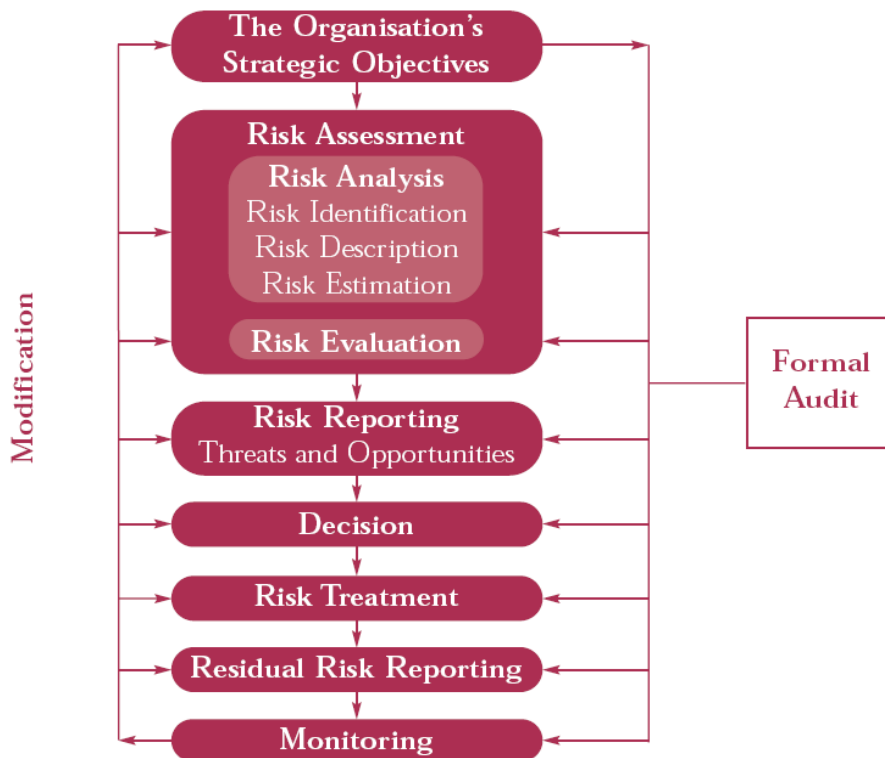 The Organisation's
Strategic Objectives
Risk Assessment
Risk Analysis
Risk Identification
Risk Description
Risk Estimation
Risk Evaluation
Risk Reporting
Threats and Opportunities
Decision
Risk Treatment
Residual Risk Reporting
Monitoring
Modification
Formal
Audit